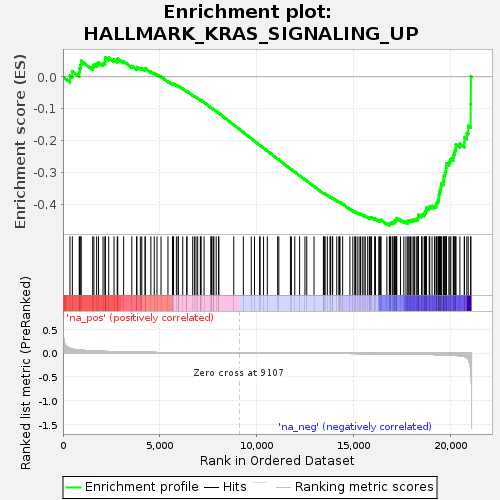 Enrichment plot:
HALLMARK_KRAS_SIGNALING_UP
Enrichment score (ES)
0.0
-0.1
-0.2
-0.3
-0.4
'na_pos' (positively correlated)
Ranked list metric (PreRanked)
0.5
0.0
-0.5
-1.0
-1.5
Zero cross at 9107
'na_neg' (negatively correlated)
0
5,000
10,000
15,000
20,000
Rank in Ordered Dataset
Enrichment profile
Hits
Ranking metric scores